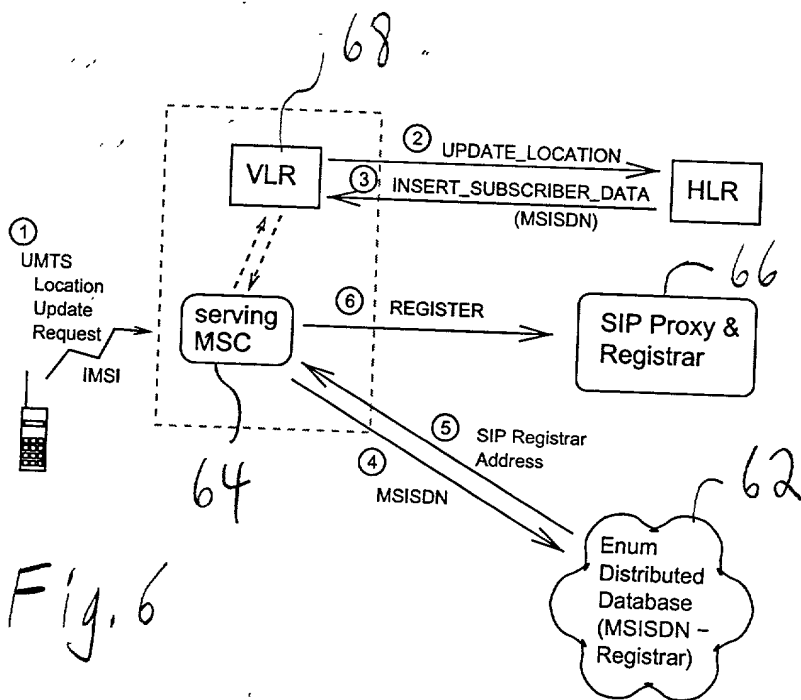 68
② UPDATE_LOCATION
VLR
③ INSERT_SUBSCRIBER_DATA
(MSISDN)
HLR
①
UMTS
Location
Update
Request
IMSI
66
serving
MSC
⑥ REGISTER
SIP Proxy &
Registrar
⑤ SIP Registrar
Address
④
MSISDN
64
62
Enum
Distributed
Database
(MSISDN –
Registrar)
Fig. 6